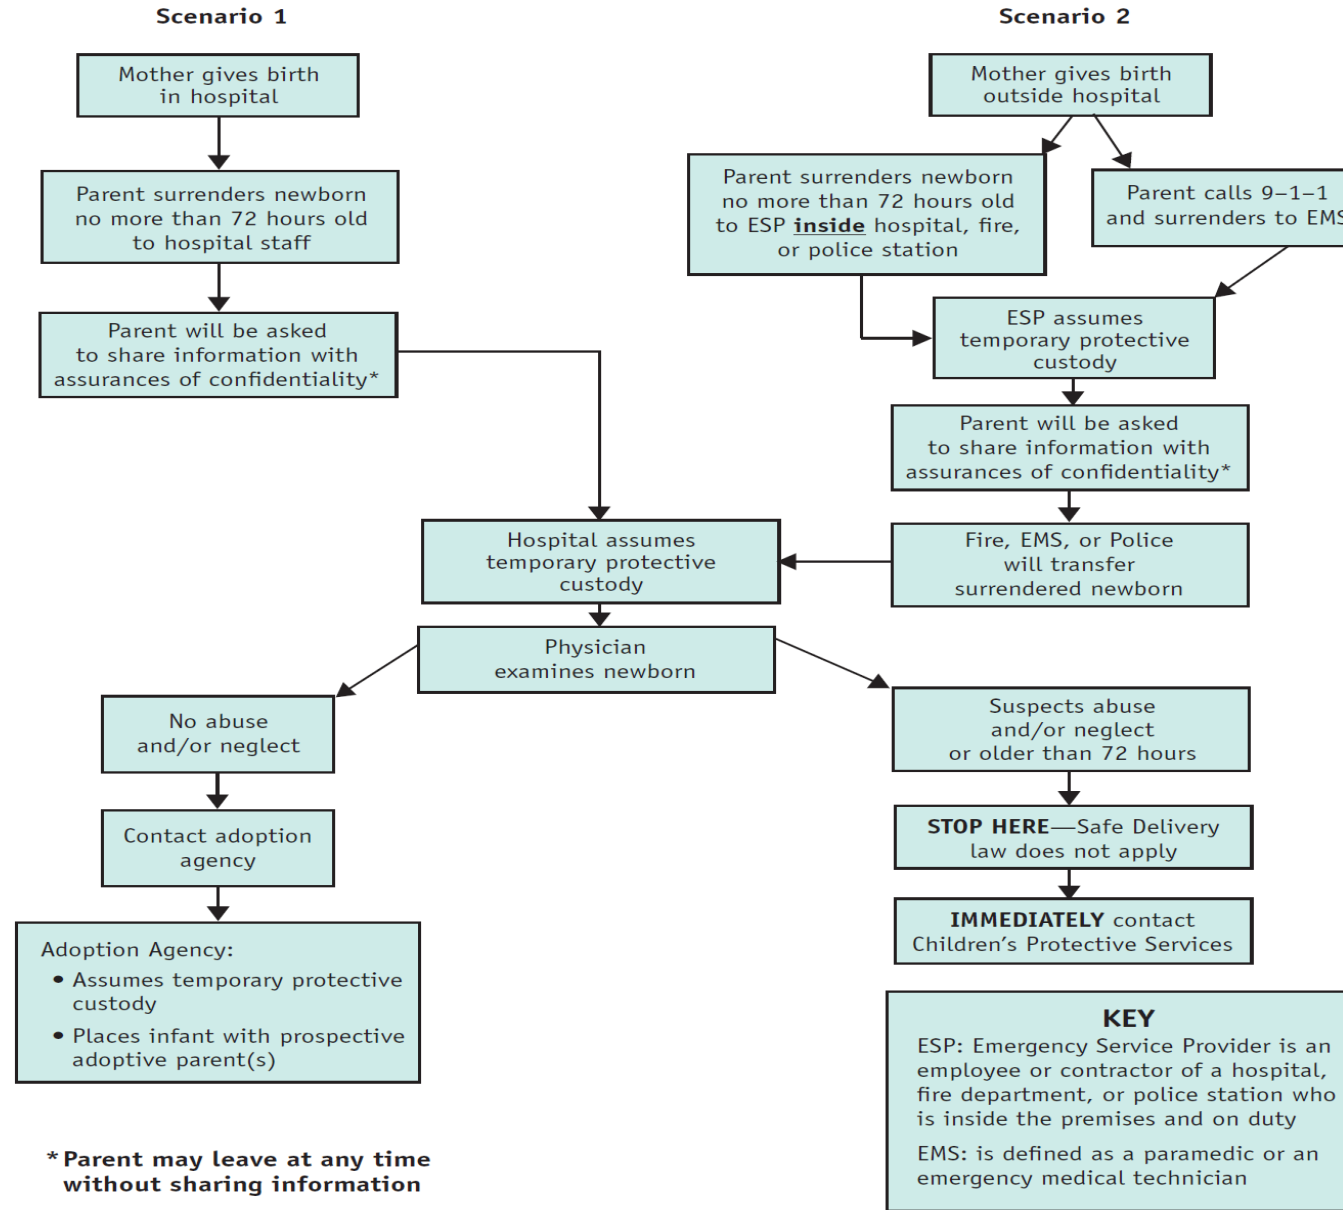 Scenario 1
Mother gives birth
in hospital
Parent surrenders newborn
no more than 72 hours old
to hospital staff
Parent will be asked
to share information with
assurances of confidentiality*
Scenario 2
Mother gives birth
outside hospital
Parent surrenders newborn
no more than 72 hours old
to ESP inside hospital, fire,
or police station
Parent calls 9–1–1
and surrenders to EMS
ESP assumes
temporary protective
custody
Parent will be asked
to share information with
assurances of confidentiality*
Fire, EMS, or Police
will transfer
surrendered newborn
Hospital assumes
temporary protective
custody
Physician
examines newborn
No abuse
and/or neglect
Contact adoption
agency
Adoption Agency:
• Assumes temporary protective
custody
• Places infant with prospective
adoptive parent(s)
Suspects abuse
and/or neglect
or older than 72 hours
STOP HERE—Safe Delivery
law does not apply
IMMEDIATELY contact
Children’s Protective Services
KEY
ESP: Emergency Service Provider is an
employee or contractor of a hospital,
fire department, or police station who
is inside the premises and on duty
EMS: is defined as a paramedic or an
emergency medical technician
*Parent may leave at any time
without sharing information